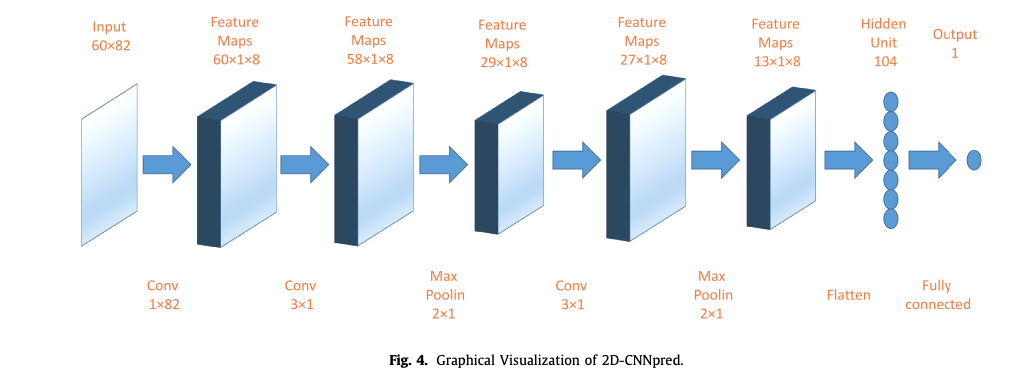 Input
60×82
Feature
Maps
60×1×8
Feature
Maps
58×1×8
Feature
Maps
29×1×8
Feature
Maps
27×1×8
Feature
Maps
13×1×8
Hidden
Unit
104
Output
1
Conv
1×82
Conv
3×1
Max
Poolin
2×1
Conv
3×1
Max
Poolin
2×1
Flatten
Fully
connected
Fig. 4. Graphical Visualization of 2D-CNNpred.